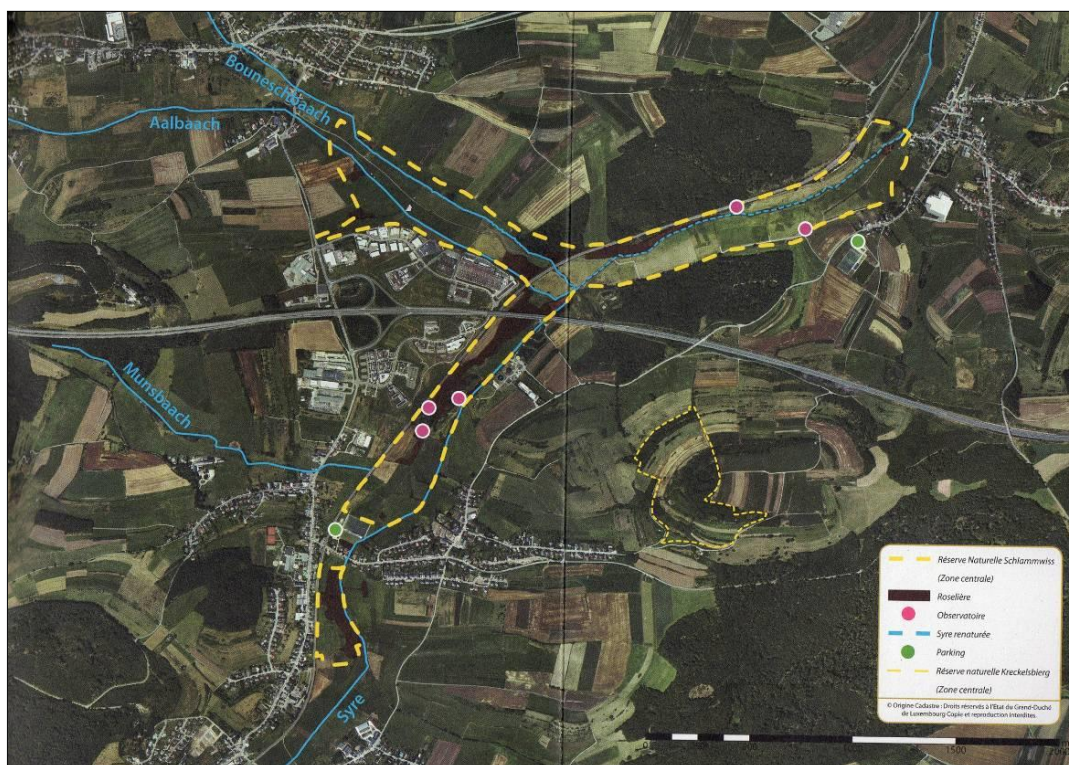 Bouneschbaach
Aalbaach
Munsbaach
Syre
Réserve Naturelle Schlammwiss
(Zone centrale)
Roselière
Observatoire
Syre renaturée
Parking
Réserve naturelle Kreckelsbierg
(Zone centrale)
© Origine Cadastre : Droits réservés à l'Etat du Grand-Duché
de Luxembourg Copie et reproduction interdites.
1500